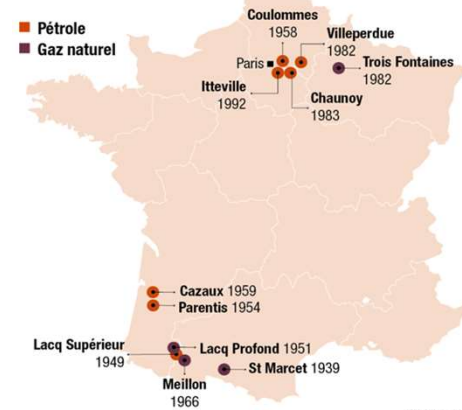 Pétrole
Gaz naturel
Coulommes
1958
Villeperdue
1982
Paris
Trois Fontaines
1982
Itteville
1992
Chaunoy
1983
Cazaux 1959
Parentis 1954
Lacq Supérieur
1949
Lacq Profond 1951
St Marcet 1939
Meillon
1966